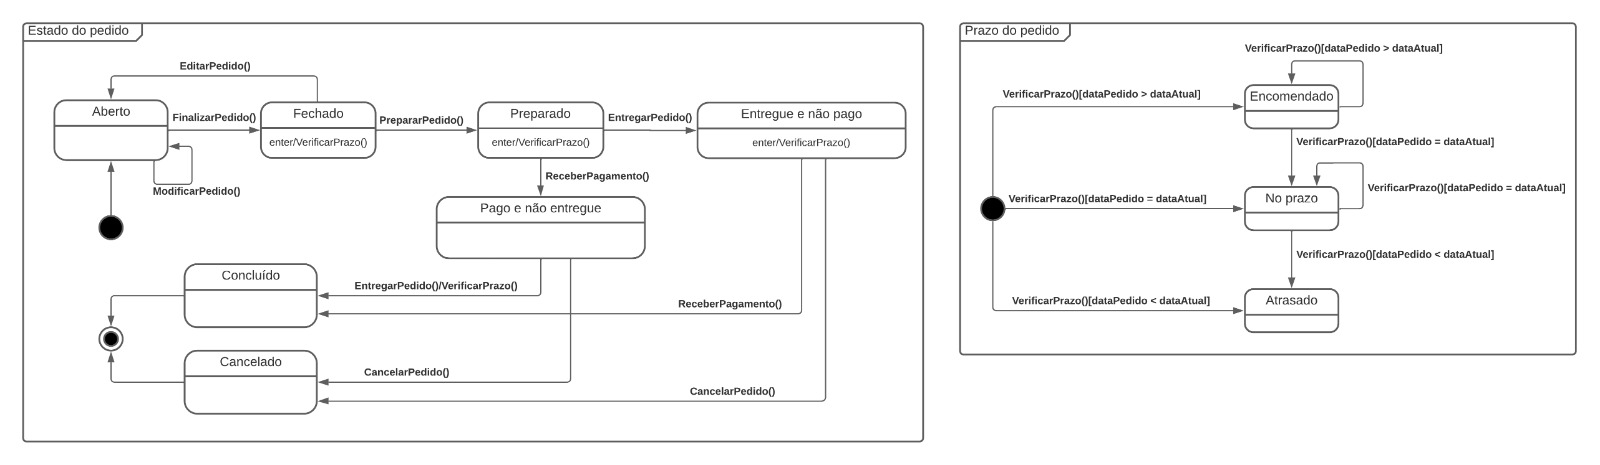 Estado do pedido
EditarPedido()
Aberto
FinalizarPedido()
Fechado
enter/VerificarPrazo()
PrepararPedido()
Preparado
enter/VerificarPrazo()
EntregarPedido()
Entregue e não pago
enter/VerificarPrazo()
ModificarPedido()
ReceberPagamento()
Pago e não entregue
Concluído
EntregarPedido()/VerificarPrazo()
ReceberPagamento()
Cancelado
CancelarPedido()
CancelarPedido()
Prazo do pedido
VerificarPrazo()[dataPedido > dataAtual]
VerificarPrazo()[dataPedido > dataAtual]
Encomendado
VerificarPrazo()[dataPedido = dataAtual]
VerificarPrazo()[dataPedido = dataAtual]
No prazo
VerificarPrazo()[dataPedido = dataAtual]
VerificarPrazo()[dataPedido < dataAtual]
VerificarPrazo()[dataPedido < dataAtual]
Atrasado